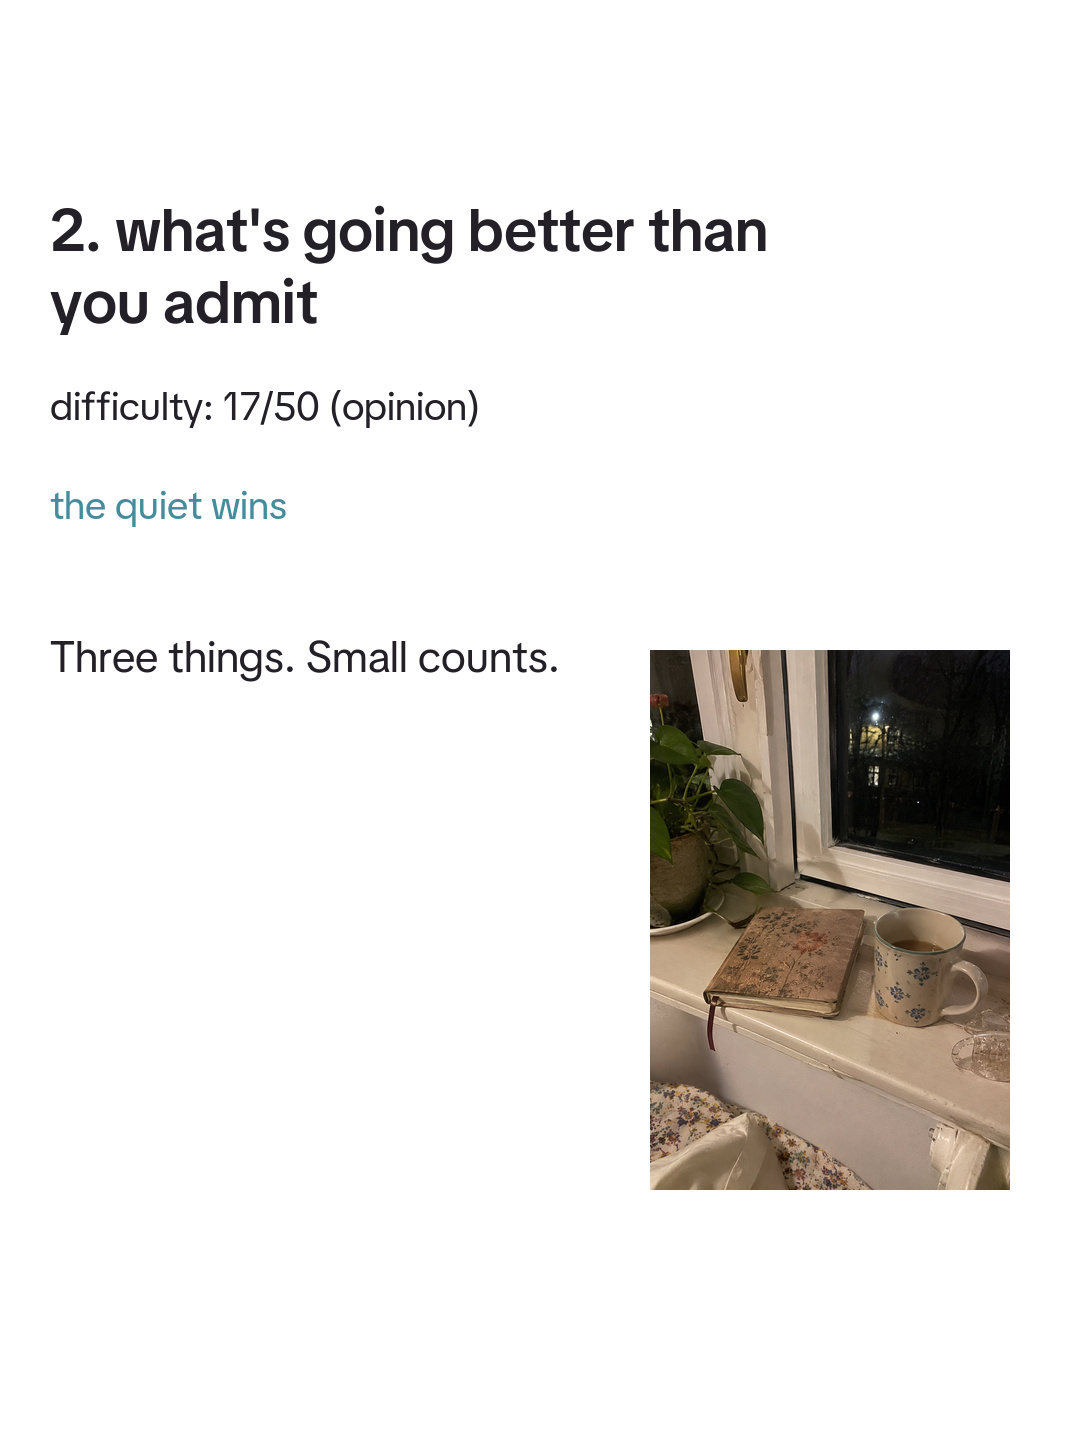 2. what's going better than
you admit
difficulty: 17/50 (opinion)
the quiet wins
Three things. Small counts.